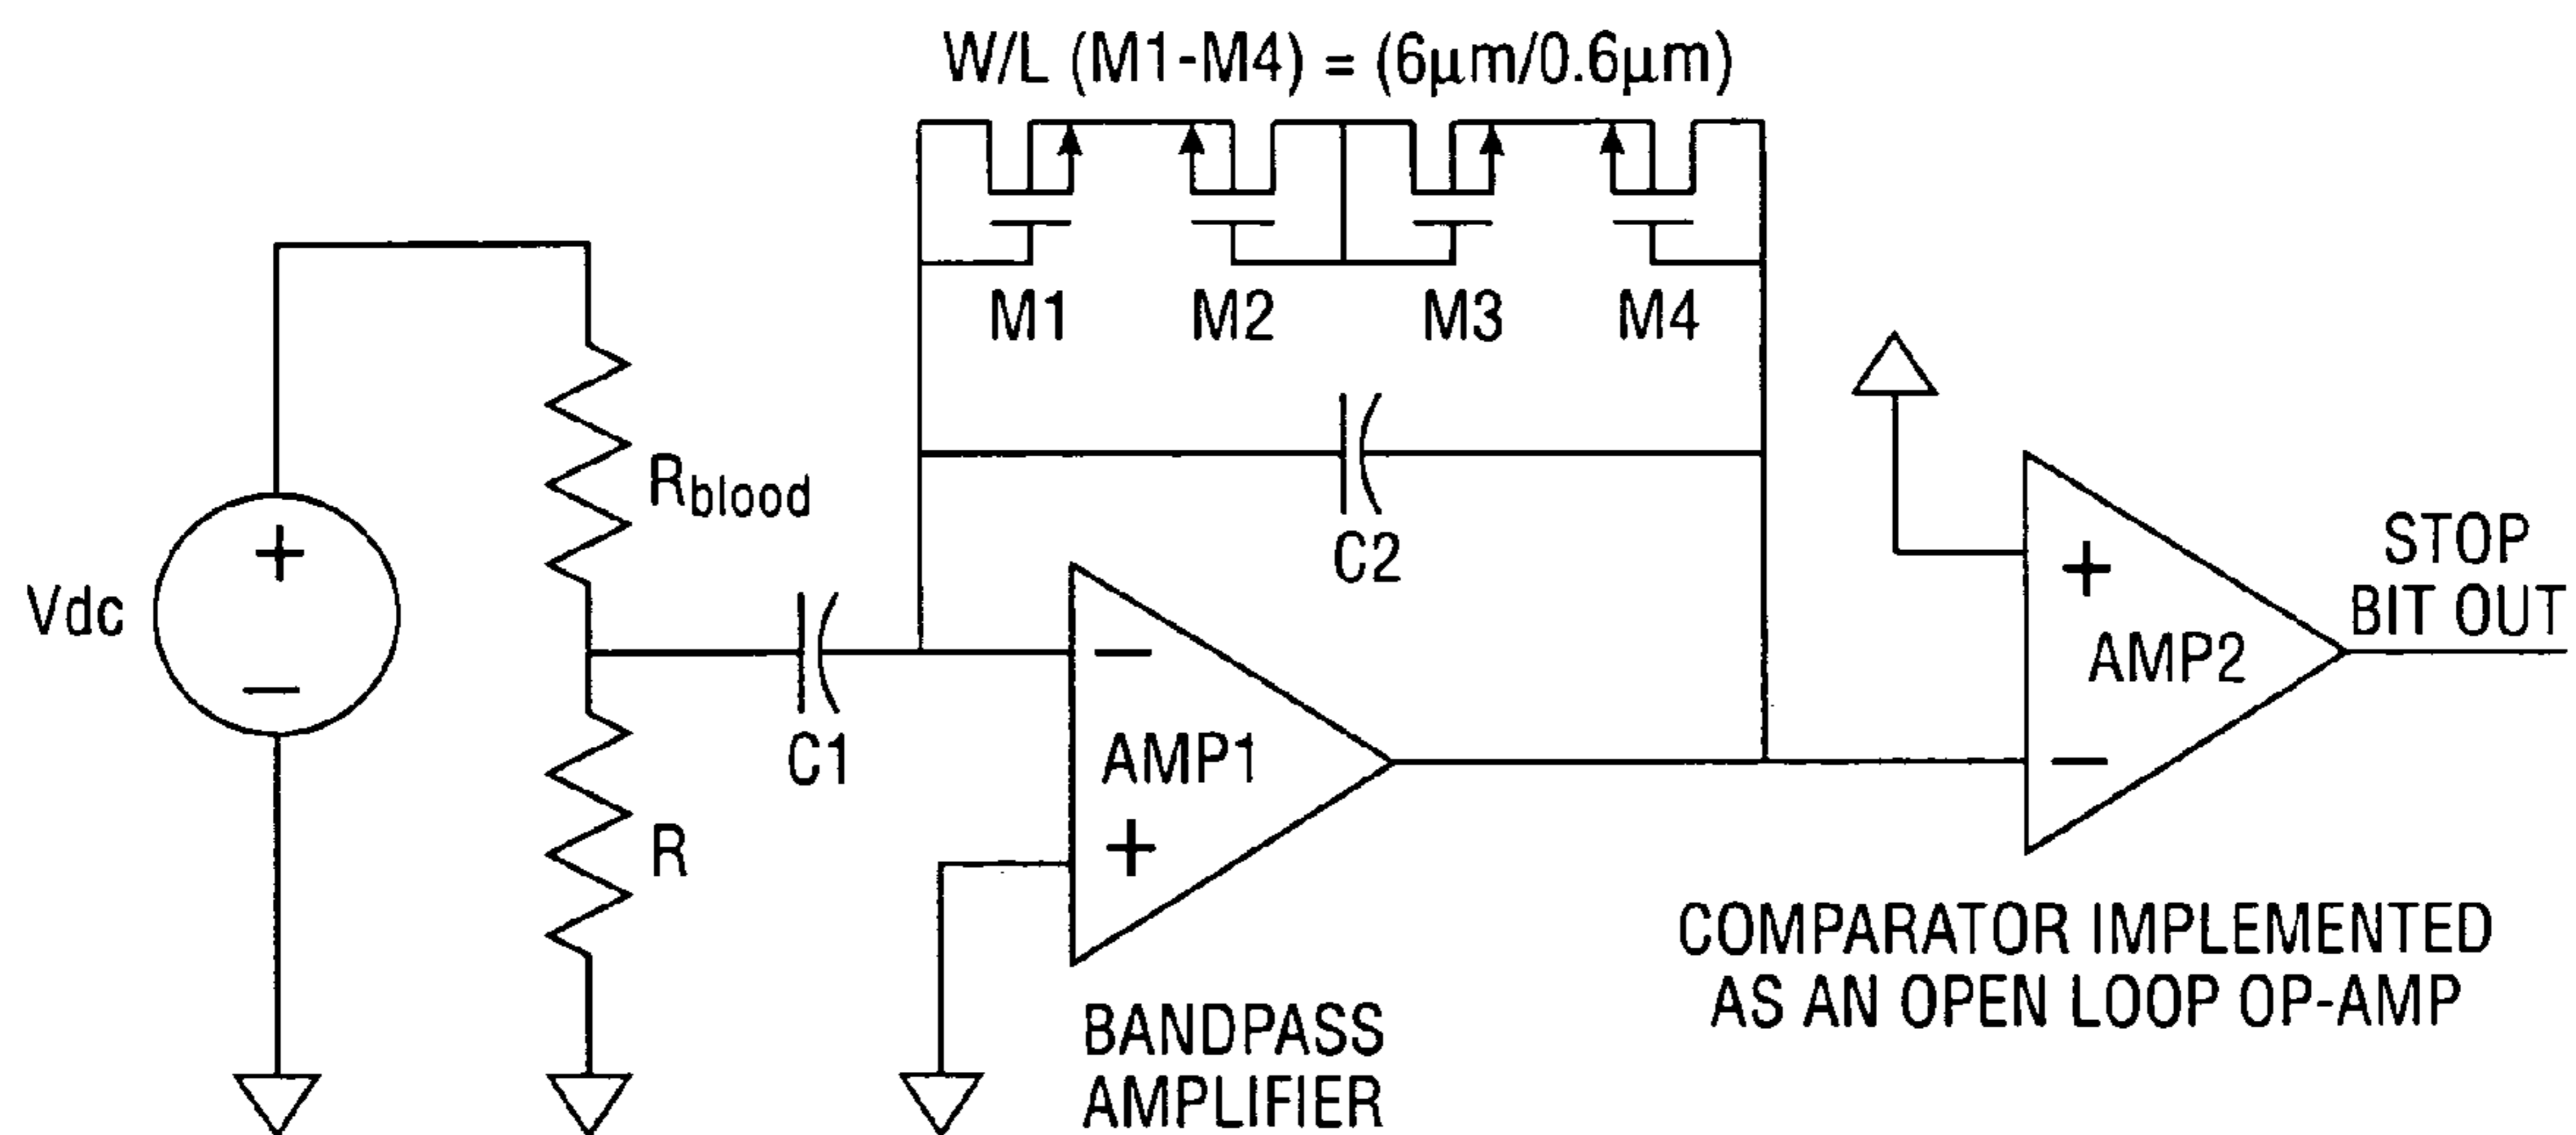 W/L (M1-M4) = (6μm/0.6μm)
M1
M2
M3
M4
Rblood
C2
+
Vdc
−
C1
−
AMP1
+
R
+
AMP2
−
STOP
BIT OUT
BANDPASS
AMPLIFIER
COMPARATOR IMPLEMENTED
AS AN OPEN LOOP OP-AMP